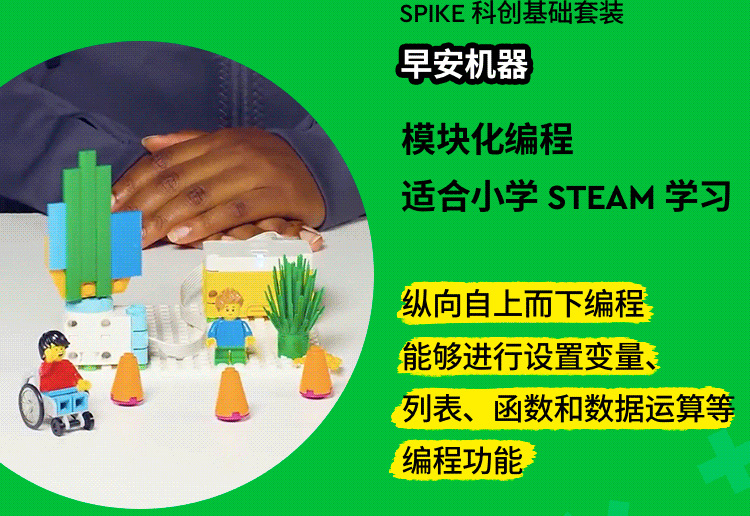 SPIKE 科创基础套装
早安机器
模块化编程
适合小学 STEAM 学习
纵向自上而下编程
能够进行设置变量、
列表、函数和数据运算等
编程功能